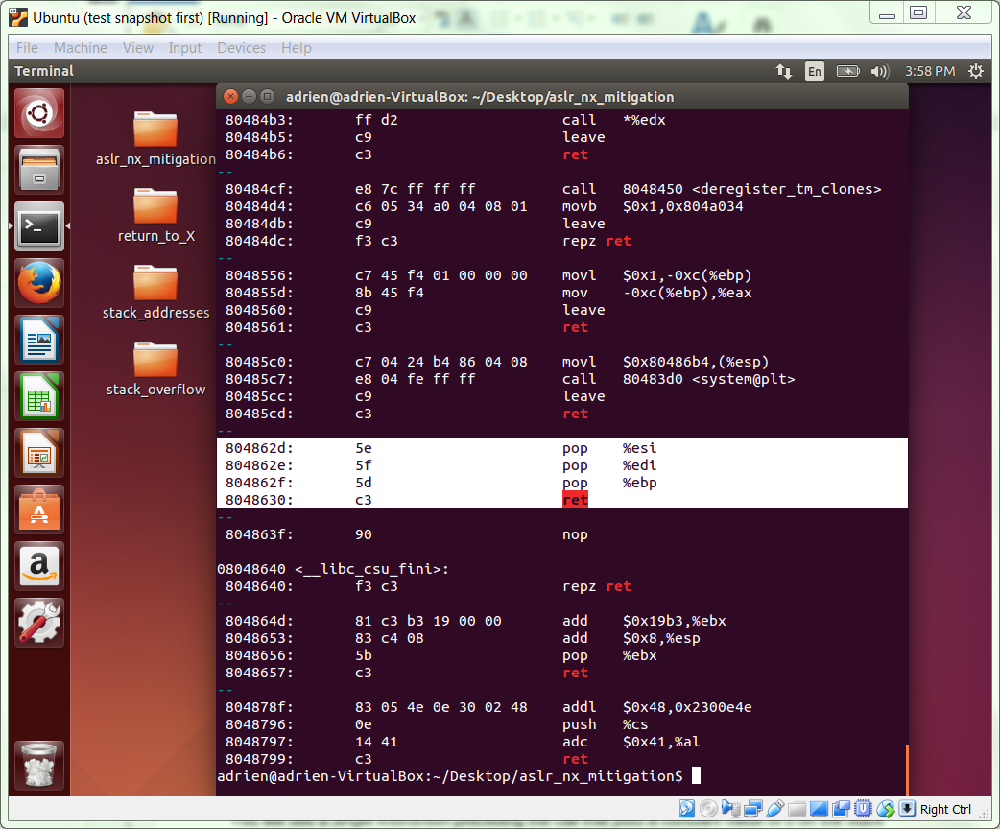 Ubuntu (test snapshot first) [Running] - Oracle VM VirtualBox
File Machine View Input Devices Help
Terminal En 3:58 PM
adrien@adrien-VirtualBox: ~/Desktop/aslr_nx_mitigation
aslr_nx_mitigation
return_to_X
stack_addresses
stack_overflow
80484b3: ff d2 call *%edx
80484b5: c9 leave
80484b6: c3 ret
--
80484cf: e8 7c ff ff ff call 8048450 <deregister_tm_clones>
80484d4: c6 05 34 a0 04 08 01 movb $0x1,0x804a034
80484db: c9 leave
80484dc: f3 c3 repz ret
--
8048556: c7 45 f4 01 00 00 00 movl $0x1,-0xc(%ebp)
804855d: 8b 45 f4 mov -0xc(%ebp),%eax
8048560: c9 leave
8048561: c3 ret
--
80485c0: c7 04 24 b4 86 04 08 movl $0x80486b4,(%esp)
80485c7: e8 04 fe ff ff call 80483d0 <system@plt>
80485cc: c9 leave
80485cd: c3 ret
--
804862d: 5e pop %esi
804862e: 5f pop %edi
804862f: 5d pop %ebp
8048630: c3 ret
--
804863f: 90 nop
08048640 <__libc_csu_fini>:
8048640: f3 c3 repz ret
--
804864d: 81 c3 b3 19 00 00 add $0x19b3,%ebx
8048653: 83 c4 08 add $0x8,%esp
8048656: 5b pop %ebx
8048657: c3 ret
--
804878f: 83 05 4e 0e 30 02 48 addl $0x48,0x2300e4e
8048796: 0e push %cs
8048797: 14 41 adc $0x41,%al
8048799: c3 ret
adrien@adrien-VirtualBox:~/Desktop/aslr_nx_mitigation$
Right Ctrl